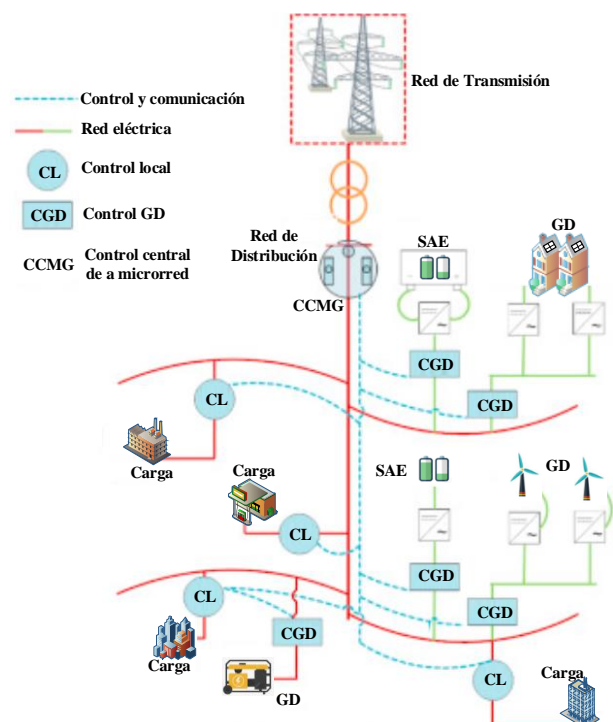 Red de Transmisión
Control y comunicación
Red eléctrica
CL
Control local
CGD
Control GD
CCMG
Control central
de a microrred
Red de
Distribución
CCMG
SAE
GD
CGD
CGD
CL
Carga
Carga
CL
SAE
GD
CGD
CGD
CL
Carga
CGD
GD
CL
Carga